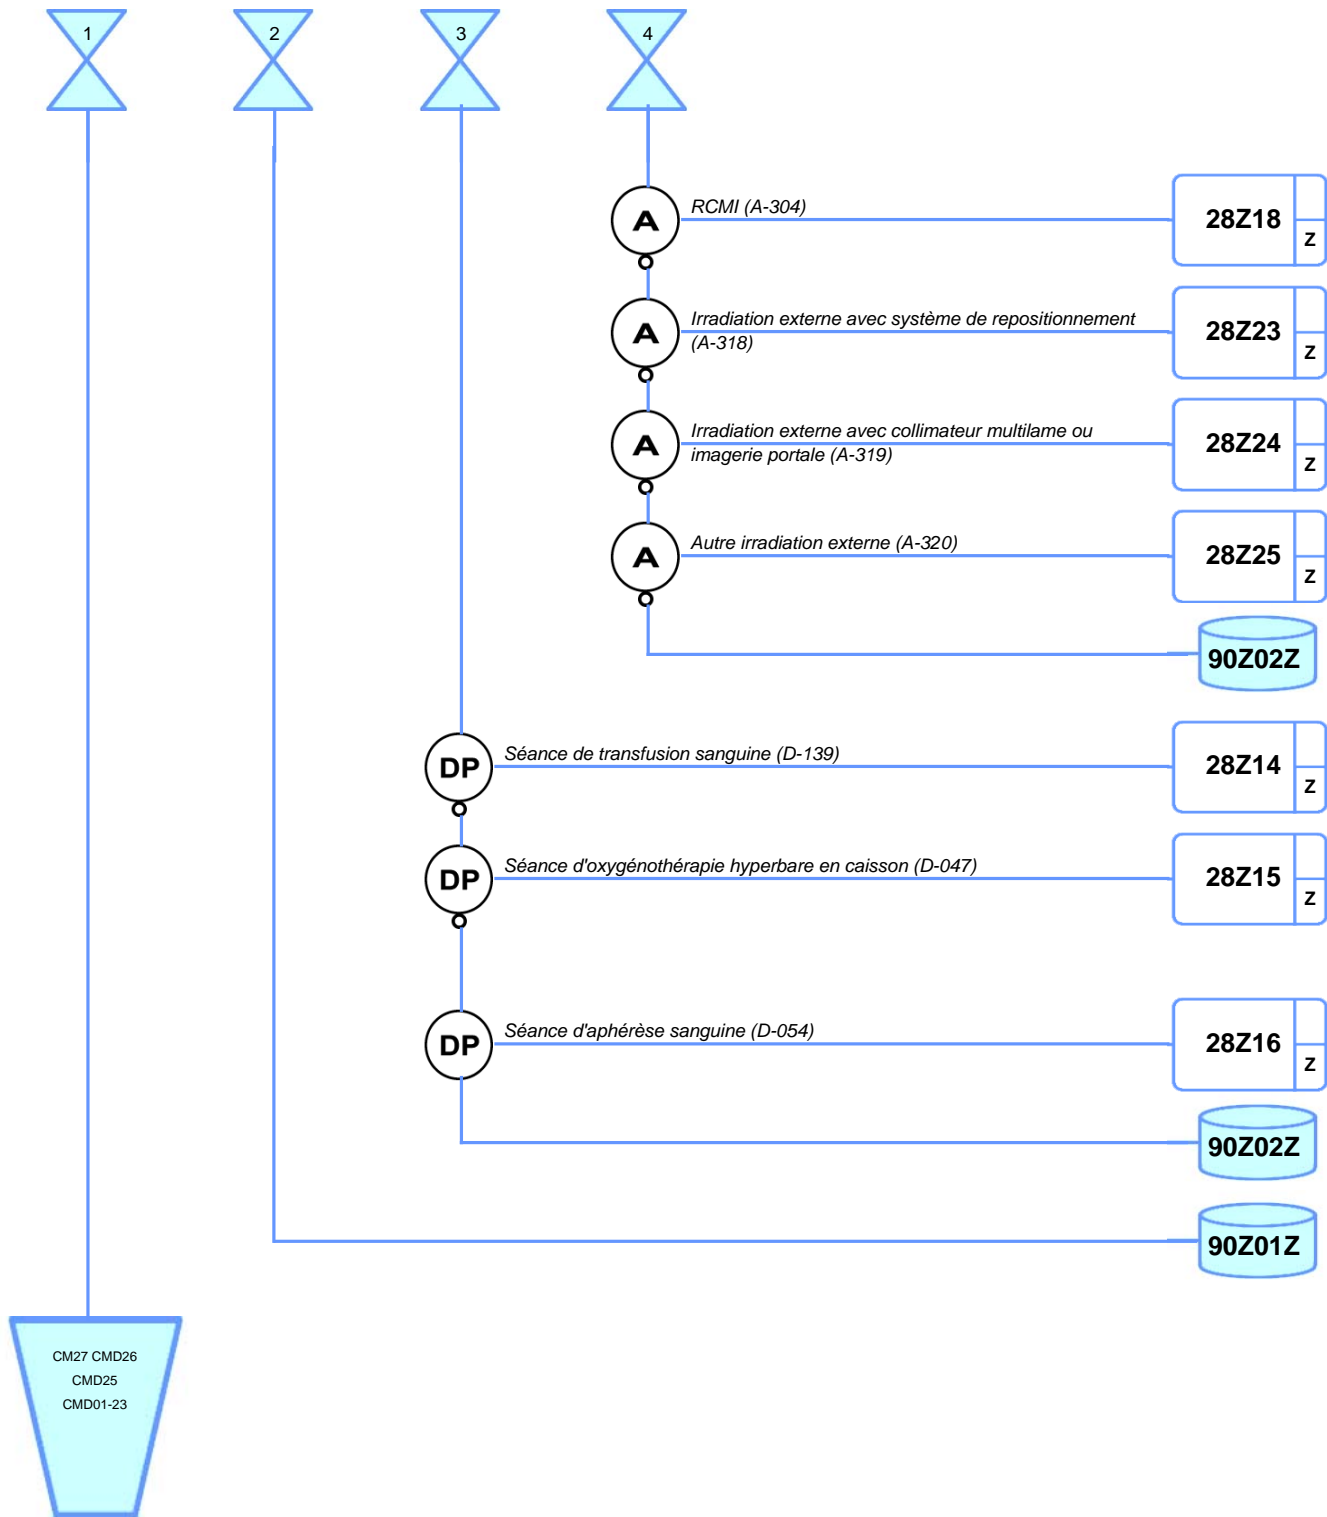 1
2
3
4
A
RCMI (A-304)
28Z18
Z
A
Irradiation externe avec système de repositionnement
(A-318)
28Z23
Z
A
Irradiation externe avec collimateur multilame ou
imagerie portale (A-319)
28Z24
Z
A
Autre irradiation externe (A-320)
28Z25
Z
90Z02Z
DP
Séance de transfusion sanguine (D-139)
28Z14
Z
DP
Séance d'oxygénothérapie hyperbare en caisson (D-047)
28Z15
Z
DP
Séance d'aphérèse sanguine (D-054)
28Z16
Z
90Z02Z
90Z01Z
CM27 CMD26
CMD25
CMD01-23